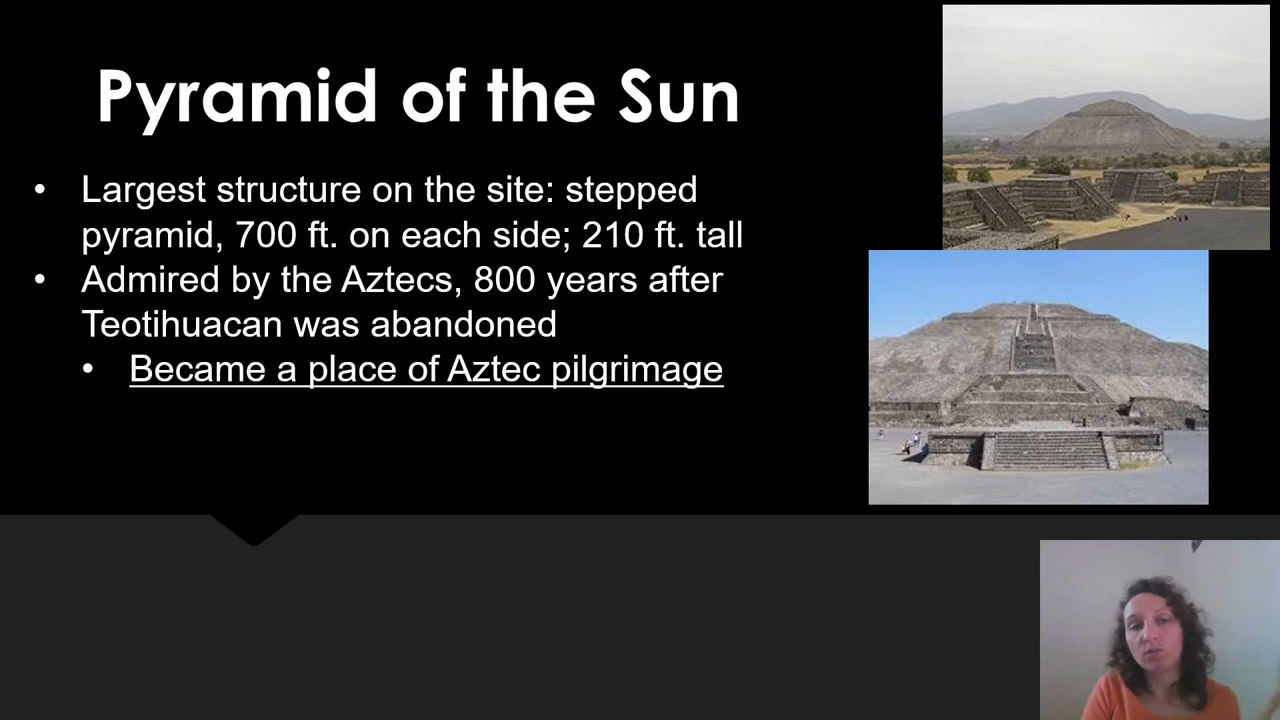 Pyramid of the Sun
• Largest structure on the site: stepped
pyramid, 700 ft. on each side; 210 ft. tall
• Admired by the Aztecs, 800 years after
Teotihuacan was abandoned
• Became a place of Aztec pilgrimage